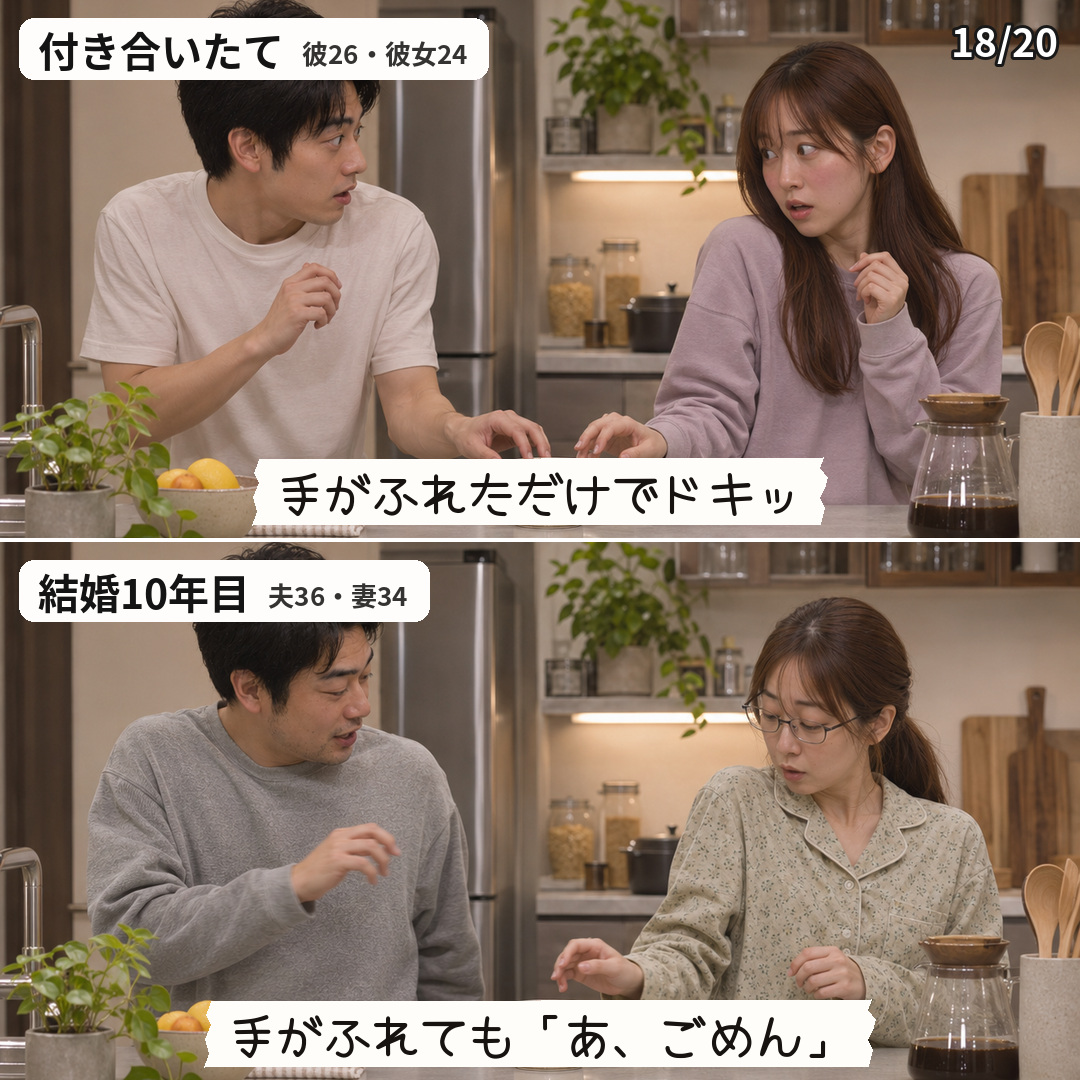 付き合いたて 彼26・彼女24
18/20
手がふれただけでドキッ
結婚10年目 夫36・妻34
手がふれても「あ、ごめん」